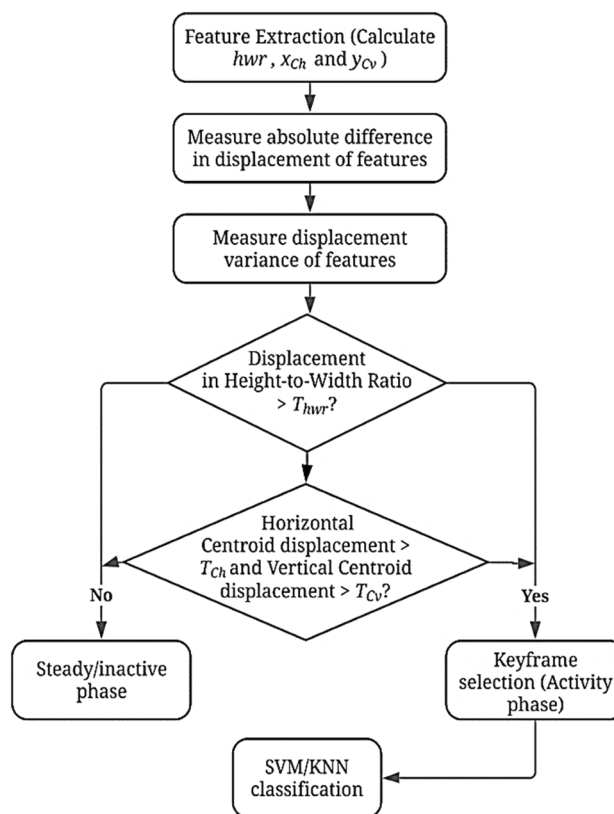 Feature Extraction (Calculate
hwr , xCh and yCv )
Measure absolute difference
in displacement of features
Measure displacement
variance of features
Displacement
in Height-to-Width Ratio
> Thwr?
Horizontal
Centroid displacement >
TCh and Vertical Centroid
displacement > TCv?
No
Yes
Steady/inactive
phase
Keyframe
selection (Activity
phase)
SVM/KNN
classification